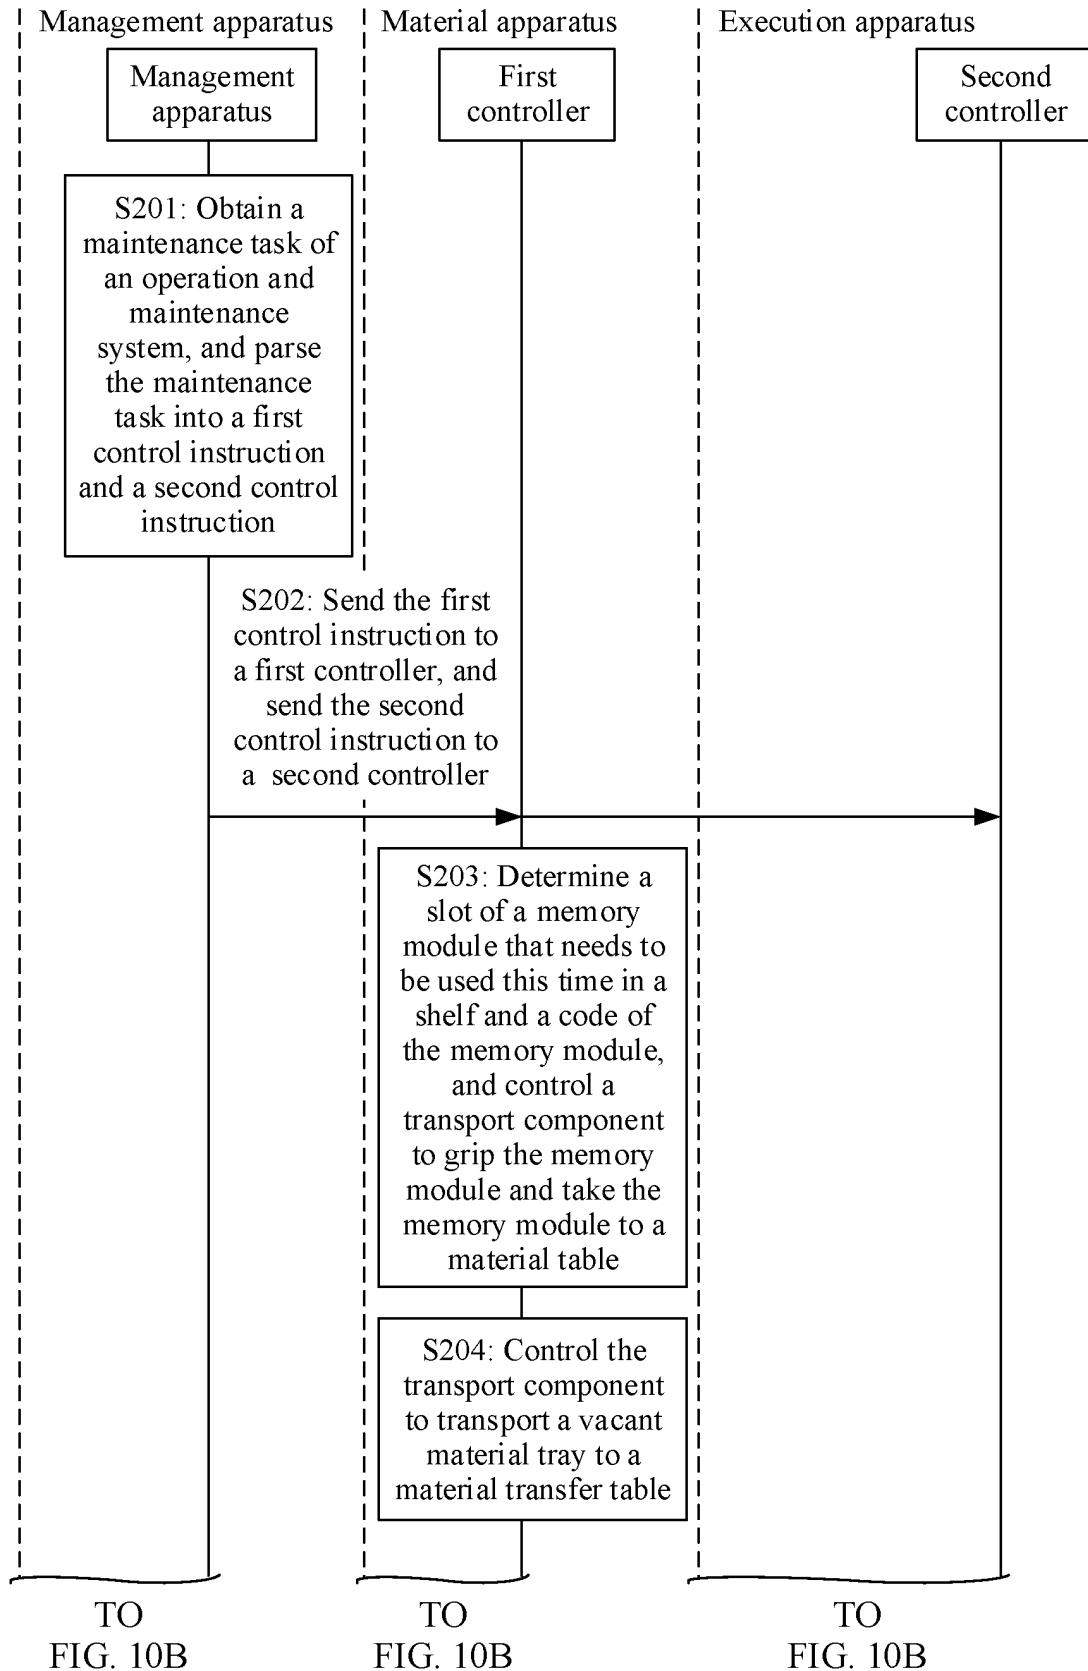 Management apparatus
Material apparatus
Execution apparatus
Management
apparatus
First
controller
Second
controller
S201: Obtain a
maintenance task of
an operation and
maintenance
system, and parse
the maintenance
task into a first
control instruction
and a second control
instruction
S202: Send the first
control instruction to
a first controller, and
send the second
control instruction to
a second controller
S203: Determine a
slot of a memory
module that needs to
be used this time in a
shelf and a code of
the memory module,
and control a
transport component
to grip the memory
module and take the
memory module to a
material table
S204: Control the
transport component
to transport a vacant
material tray to a
material transfer table
TO
FIG. 10B
TO
FIG. 10B
TO
FIG. 10B